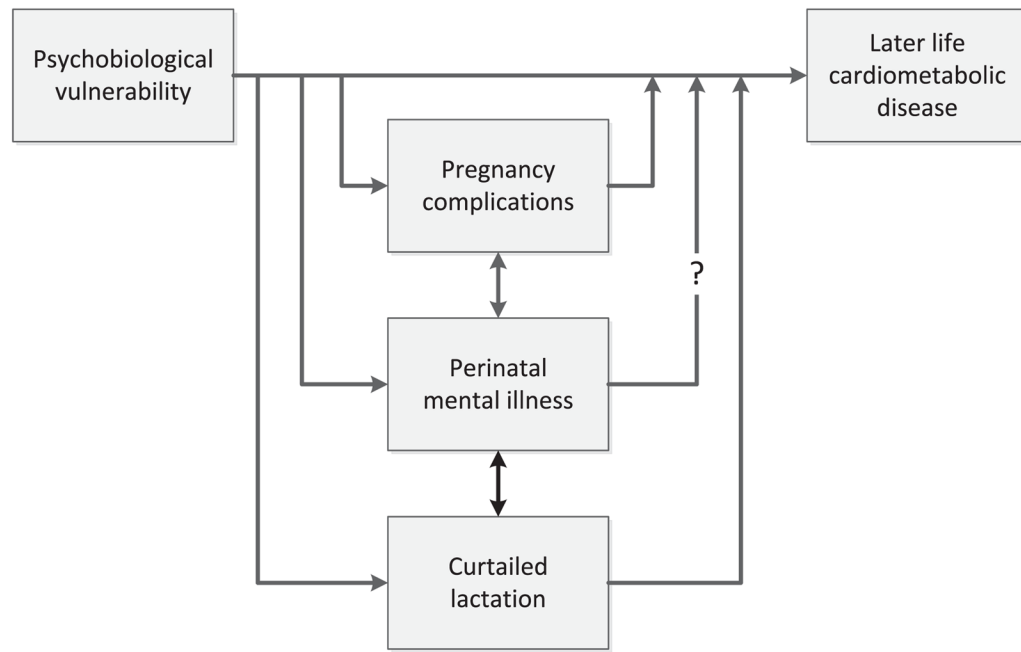 Psychobiological
vulnerability
Later life
cardiometabolic
disease
Pregnancy
complications
?
Perinatal
mental illness
Curtailed
lactation